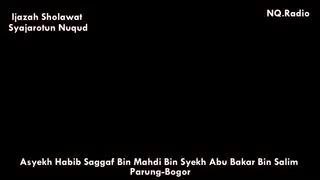 Ijazah Sholawat
Syajarotun Nuqud
NQ.Radio
Asyekh Habib Saggaf Bin Mahdi Bin Syekh Abu Bakar Bin Salim
Parung-Bogor